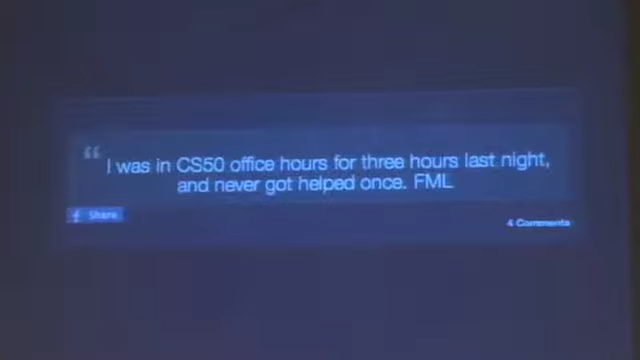 “ I was in CS50 office hours for three hours last night,
and never got helped once. FML
f Share
4 Comments